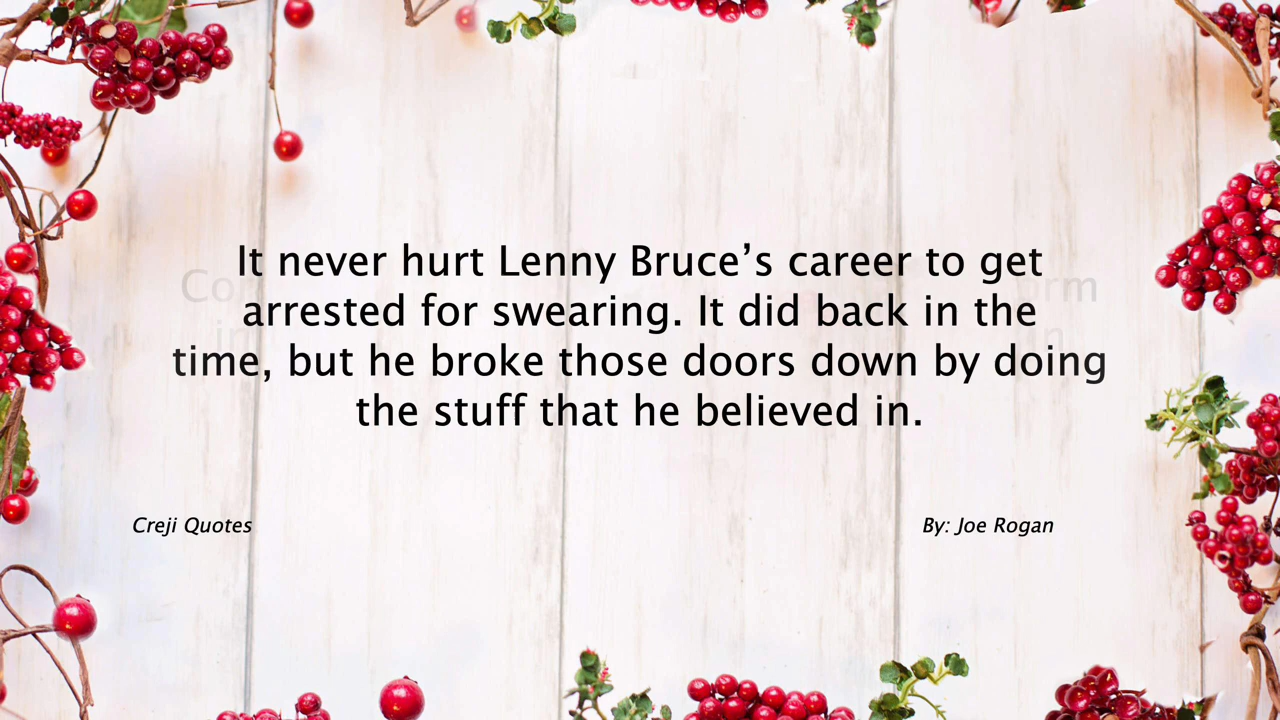 It never hurt Lenny Bruce’s career to get
arrested for swearing. It did back in the
time, but he broke those doors down by doing
the stuff that he believed in.
Creji Quotes
By: Joe Rogan